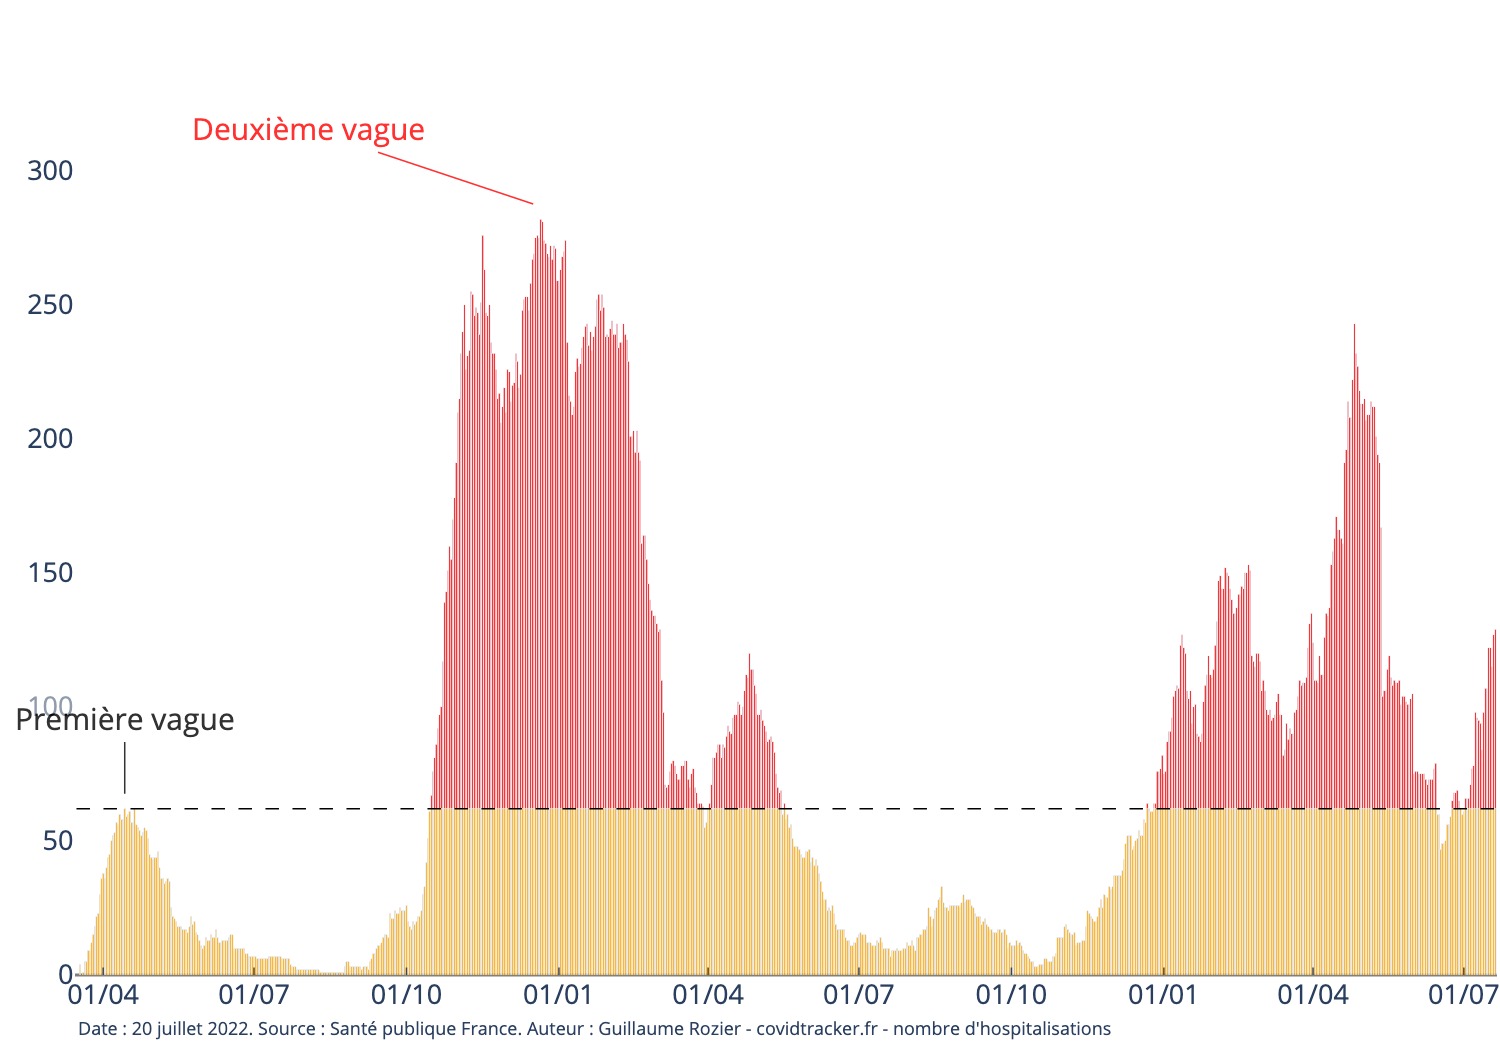 Deuxième vague
300
250
200
150
100
Première vague
50
0
01/04 01/07 01/10 01/01 01/04 01/07 01/10 01/01 01/04 01/07
Date : 20 juillet 2022. Source : Santé publique France. Auteur : Guillaume Rozier - covidtracker.fr - nombre d'hospitalisations